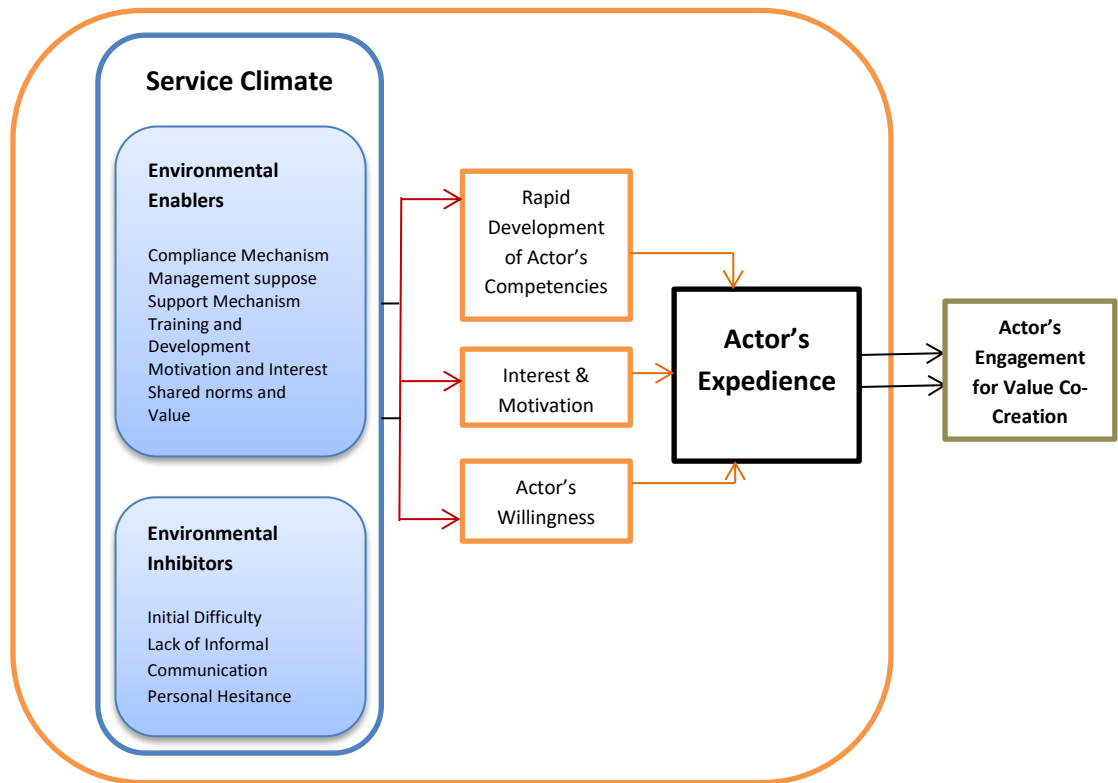 Service Climate
Environmental
Enablers
Compliance Mechanism
Management suppose
Support Mechanism
Training and
Development
Motivation and Interest
Shared norms and
Value
Environmental
Inhibitors
Initial Difficulty
Lack of Informal
Communication
Personal Hesitance
Rapid
Development
of Actor’s
Competencies
Interest &
Motivation
Actor’s
Willingness
Actor’s
Expedience
Actor’s
Engagement
for Value Co-
Creation